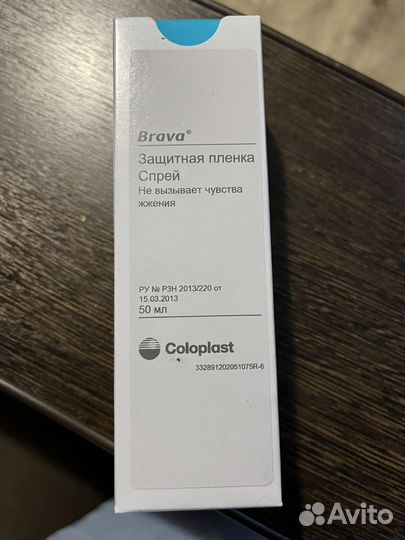 Brava®
Защитная пленка
Спрей
Не вызывает чувства
жжения
РУ № РЗН 2013/220 от
15.03.2013
50 мл
Coloplast
332891202051075R-6
Avito